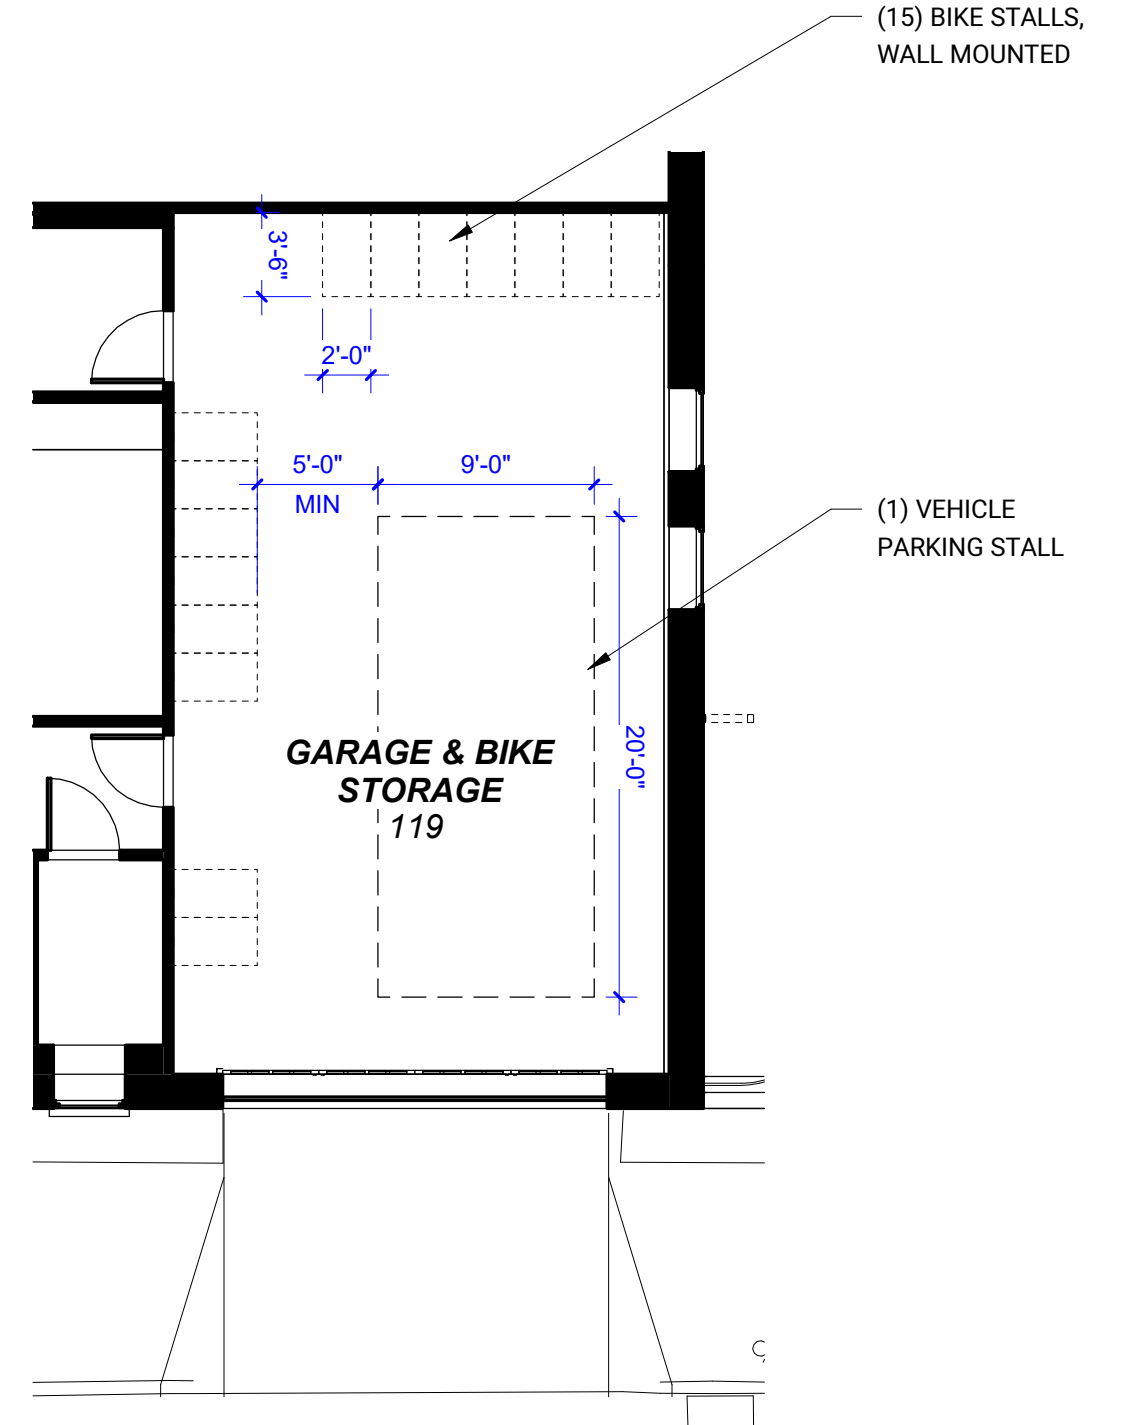 (15) BIKE STALLS,
WALL MOUNTED
3'-6"
2'-0"
5'-0"
MIN
9'-0"
(1) VEHICLE
PARKING STALL
20'-0"
GARAGE & BIKE
STORAGE
119